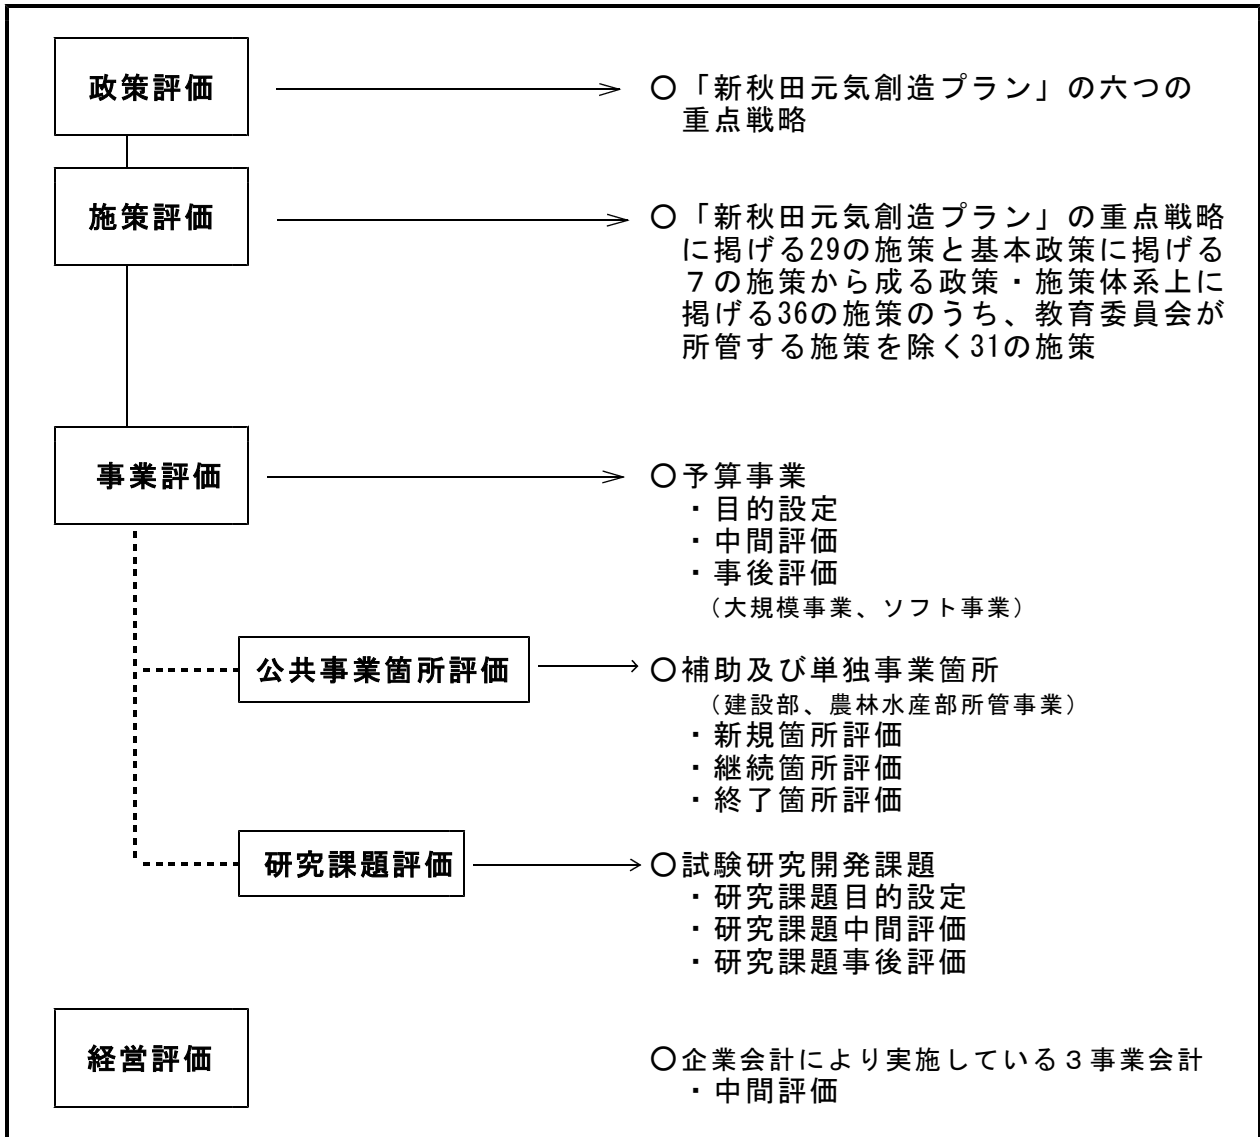 政策評価
〇「新秋田元気創造プラン」の六つの
重点戦略
施策評価
〇「新秋田元気創造プラン」の重点戦略
に掲げる29の施策と基本政策に掲げる
７の施策から成る政策・施策体系上に
掲げる36の施策のうち、教育委員会が
所管する施策を除く31の施策
事業評価
〇予算事業
・目的設定
・中間評価
・事後評価
（大規模事業、ソフト事業）
公共事業箇所評価
〇補助及び単独事業箇所
（建設部、農林水産部所管事業）
・新規箇所評価
・継続箇所評価
・終了箇所評価
研究課題評価
〇試験研究開発課題
・研究課題目的設定
・研究課題中間評価
・研究課題事後評価
経営評価
〇企業会計により実施している３事業会計
・中間評価